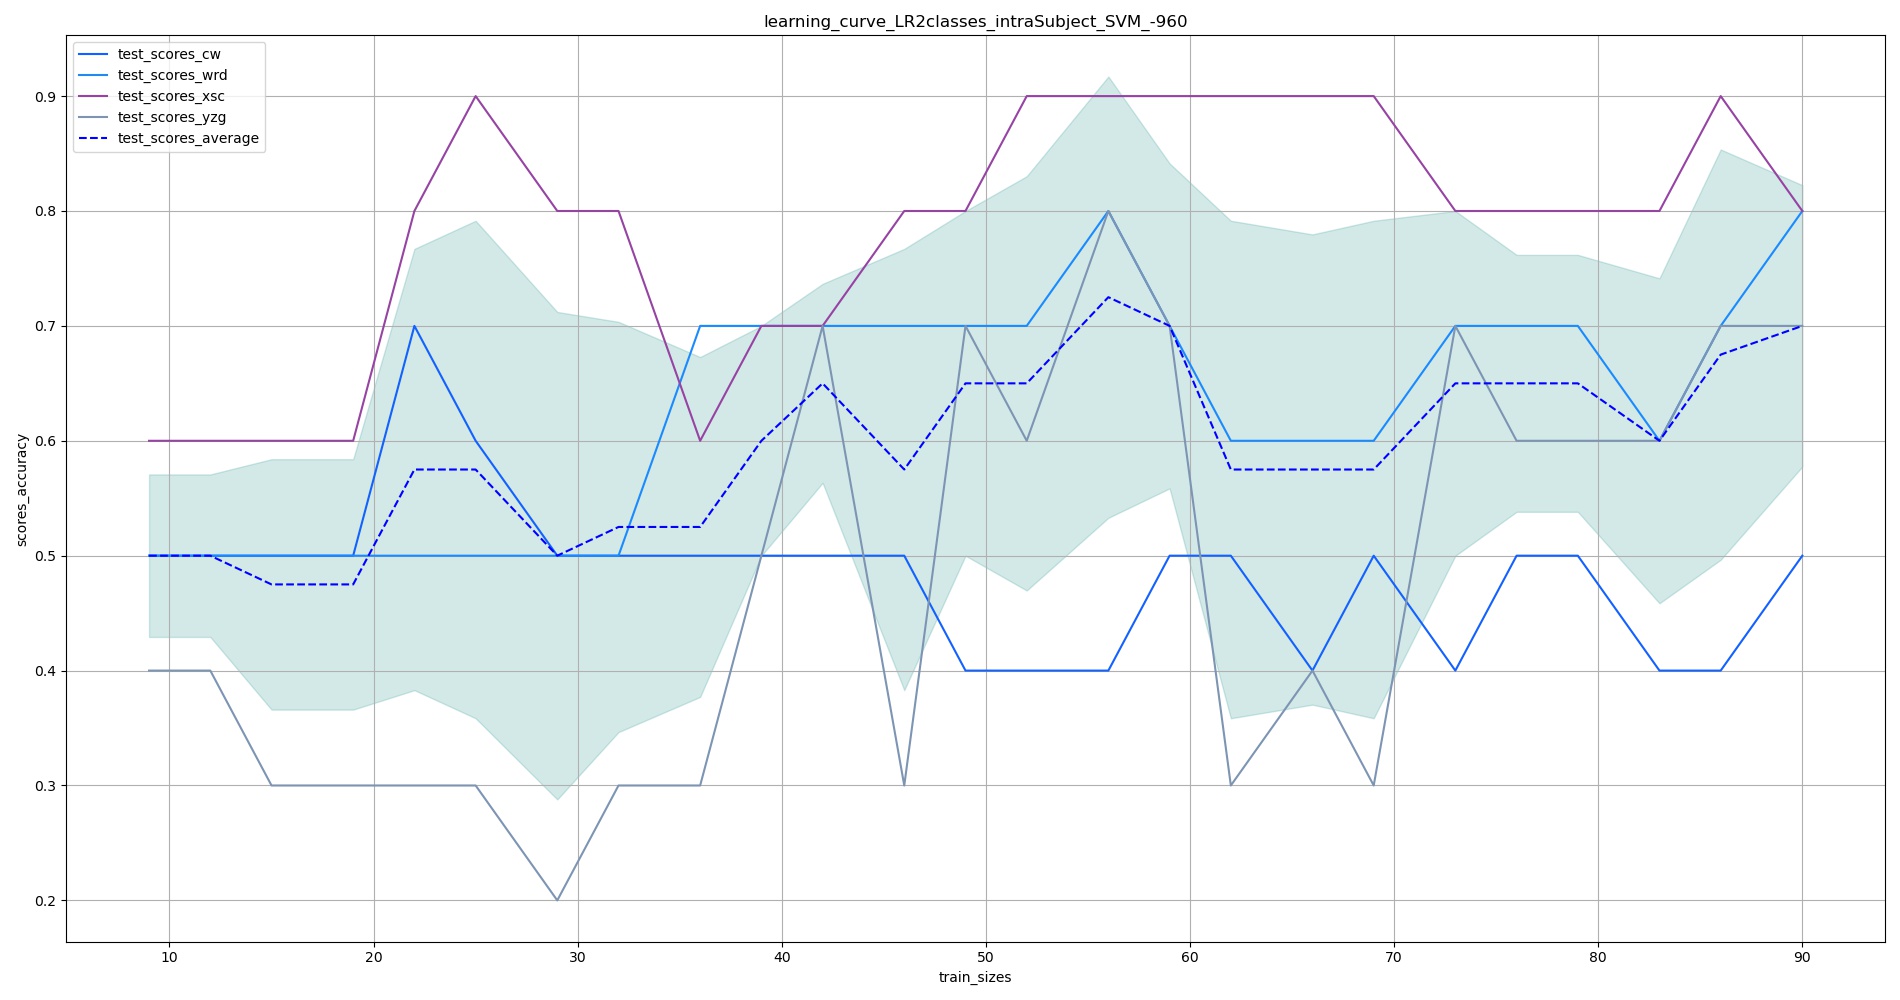 learning_curve_LR2classes_intraSubject_SVM_-960
test_scores_cw
test_scores_wrd
test_scores_xsc
test_scores_yzg
test_scores_average
scores_accuracy
0.9
0.8
0.7
0.6
0.5
0.4
0.3
0.2
10 20 30 40 50 60 70 80 90
train_sizes